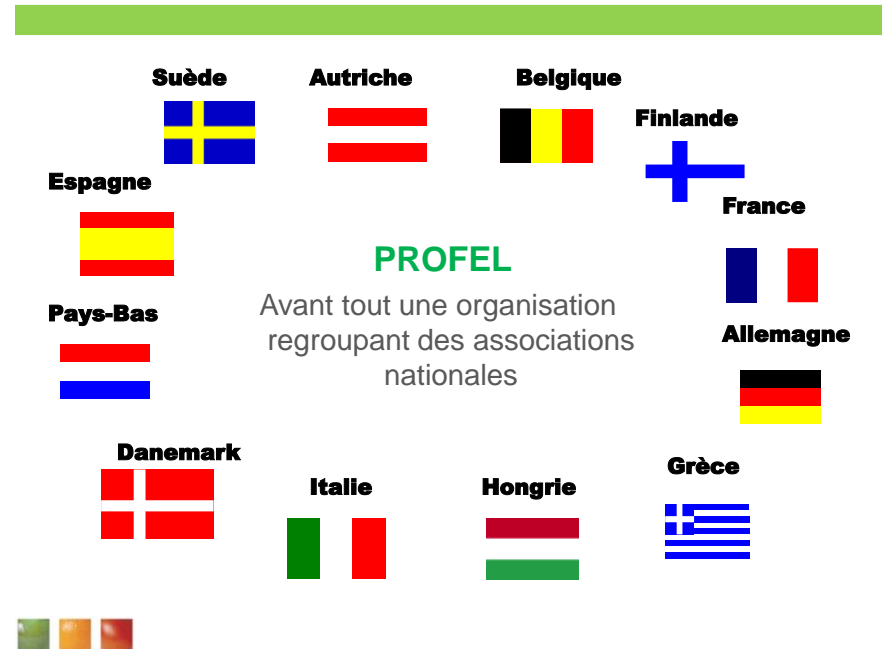 Suède
Autriche
Belgique
Finlande
Espagne
France
PROFEL
Avant tout une organisation
regroupant des associations
nationales
Pays-Bas
Allemagne
Danemark
Italie
Hongrie
Grèce